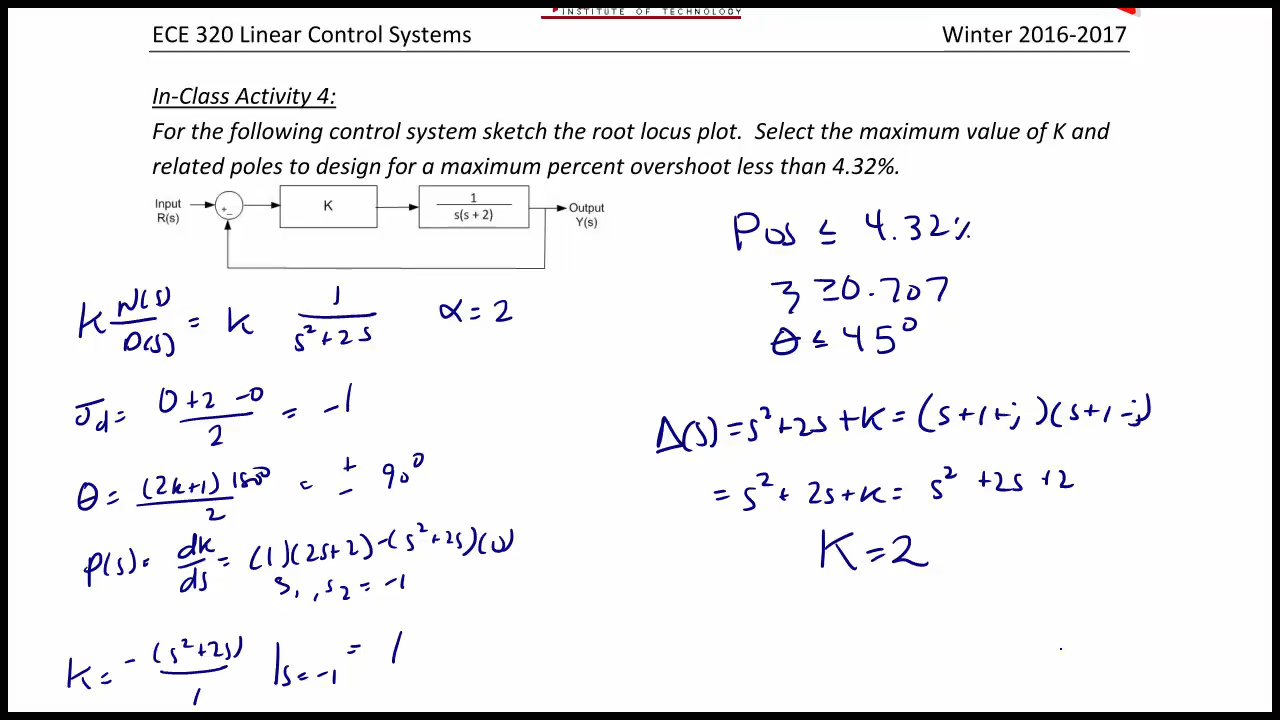 INSTITUTE OF TECHNOLOGY
ECE 320 Linear Control Systems Winter 2016-2017
In-Class Activity 4:
For the following control system sketch the root locus plot. Select the maximum value of K and
related poles to design for a maximum percent overshoot less than 4.32%.
Input
R(s)
+
-
K
1
s(s + 2)
Output
Y(s)
K N(s)/D(s) = K 1/(s²+2s) α = 2
σd = (0+2-0)/2 = -1
θ = (2k+1)180°/2 = ± 90°
P(s) = dK/ds = (1)(2s+2)-(s²+2s)(0)
s₁, s₂ = -1
K = -(s²+2s)/1 |s=-1 = 1
POS ≤ 4.32%
ζ ≥ 0.707
θ ≤ 45°
Δ(s) = s²+2s+K = (s+1+j)(s+1-j)
= s²+2s+K = s²+2s+2
K=2